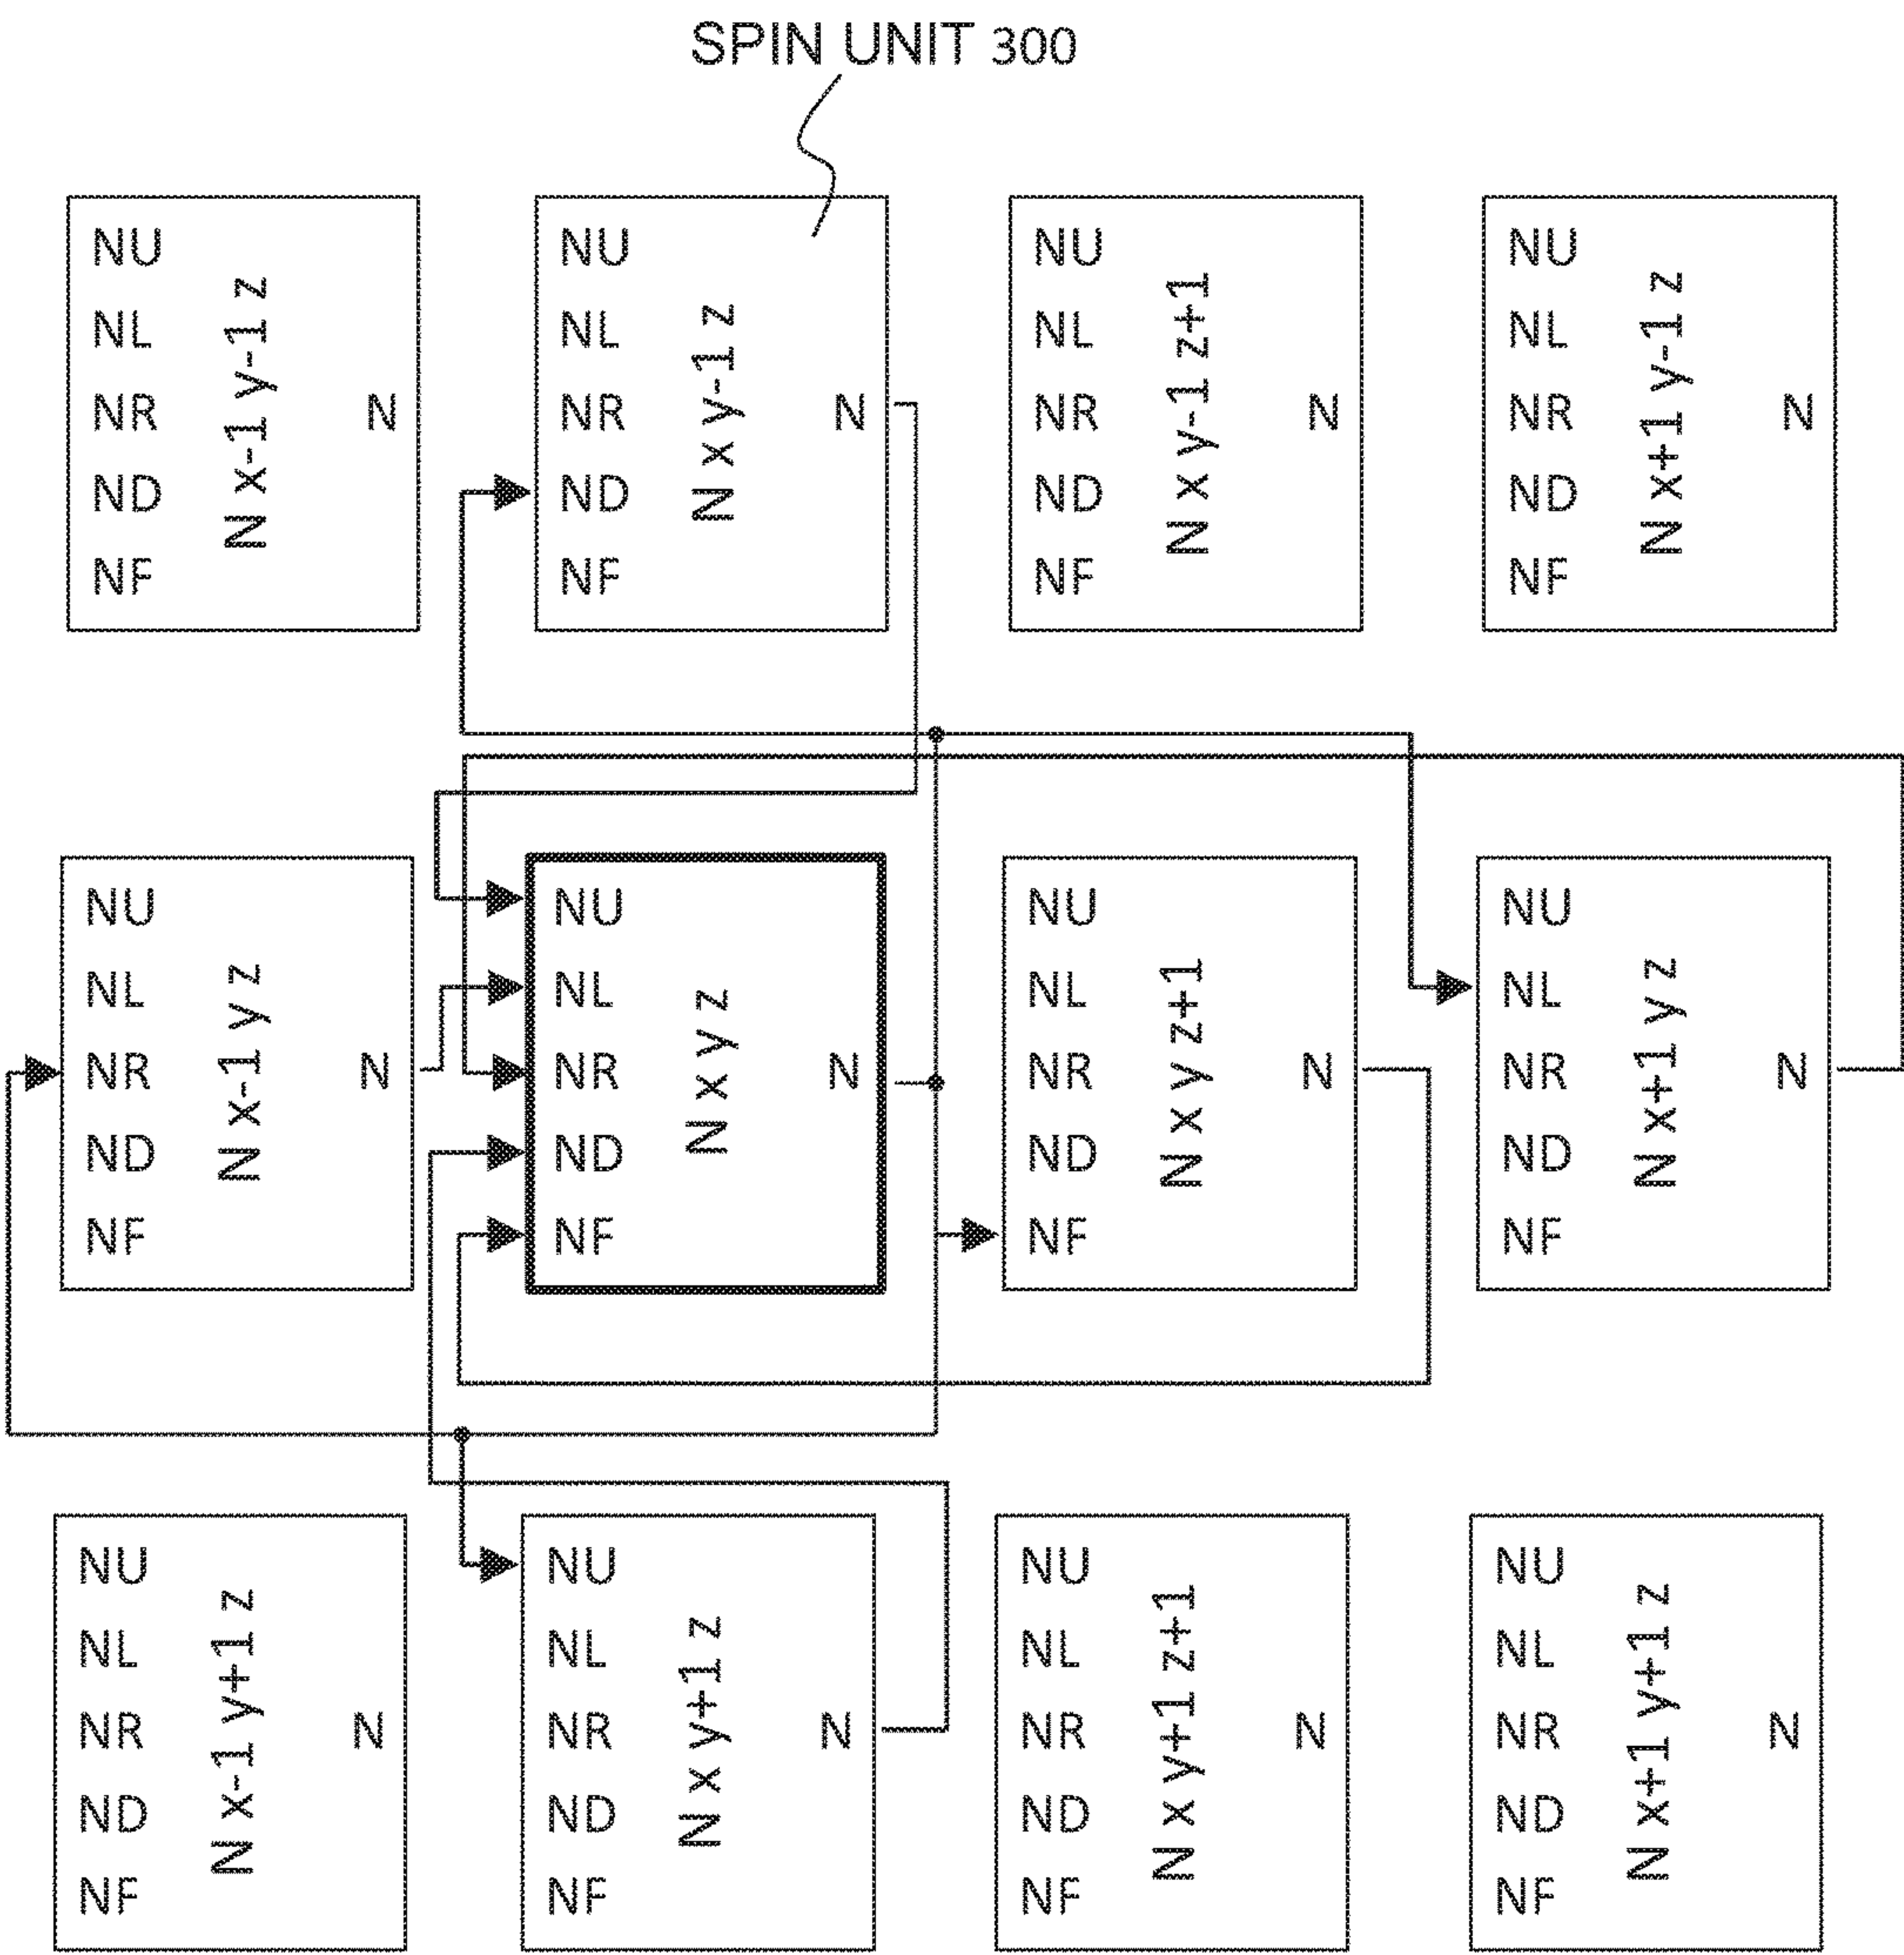 SPIN UNIT 300
NU
NL
NR
ND
NF
N x-1 y-1 z
N
NU
NL
NR
ND
NF
N x y-1 z
N
NU
NL
NR
ND
NF
N x y-1 z+1
N
NU
NL
NR
ND
NF
N x+1 y-1 z
N
NU
NL
NR
ND
NF
N x-1 y z
N
NU
NL
NR
ND
NF
N x y z
N
NU
NL
NR
ND
NF
N x y z+1
N
NU
NL
NR
ND
NF
N x+1 y z
N
NU
NL
NR
ND
NF
N x-1 y+1 z
N
NU
NL
NR
ND
NF
N x y+1 z
N
NU
NL
NR
ND
NF
N x y+1 z+1
N
NU
NL
NR
ND
NF
N x+1 y+1 z
N